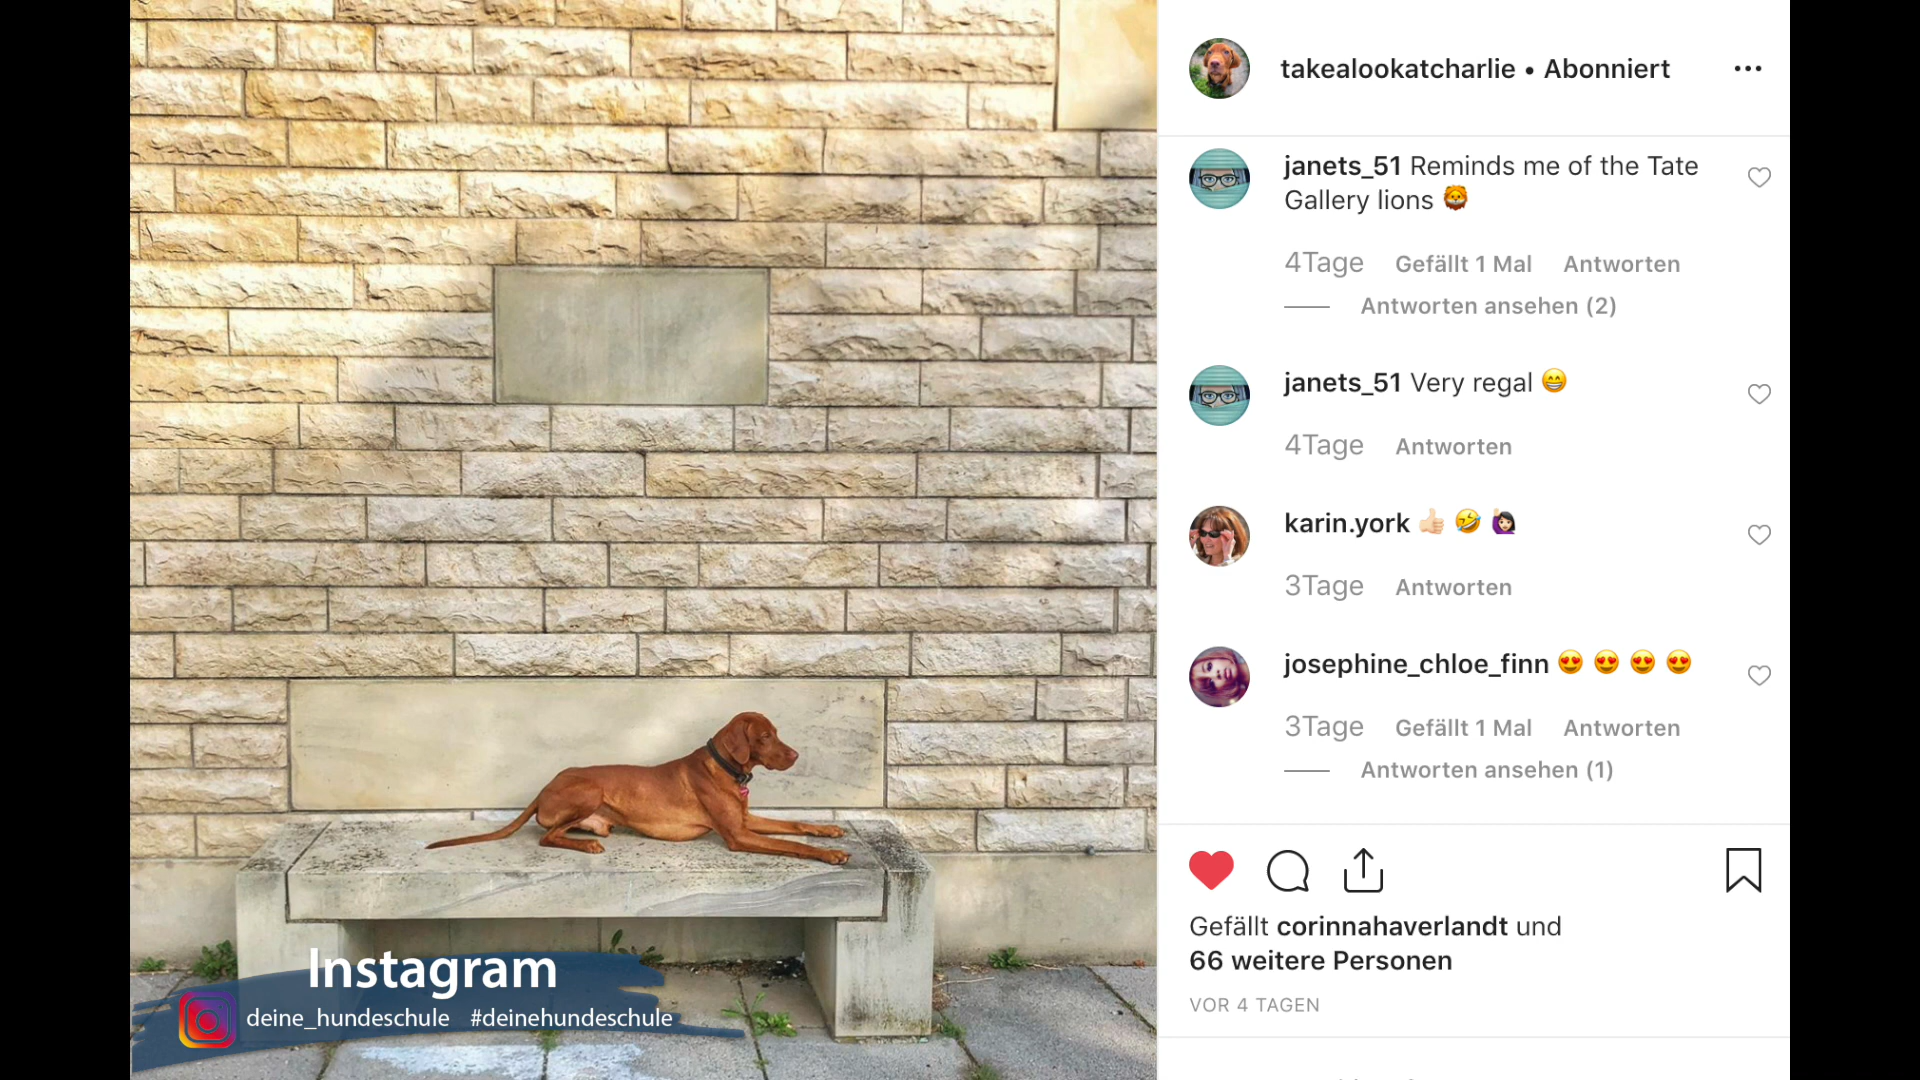 takealookatcharlie • Abonniert
janets_51 Reminds me of the Tate
Gallery lions 🦁
4Tage Gefällt 1 Mal Antworten
Antworten ansehen (2)
janets_51 Very regal 😁
4Tage Antworten
karin.york 👍🏻 🤣 🙋🏻‍♀️
3Tage Antworten
josephine_chloe_finn 😍 😍 😍 😍
3Tage Gefällt 1 Mal Antworten
Antworten ansehen (1)
Gefällt corinnahaverlandt und
66 weitere Personen
VOR 4 TAGEN
Instagram
deine_hundeschule #deinehundeschule